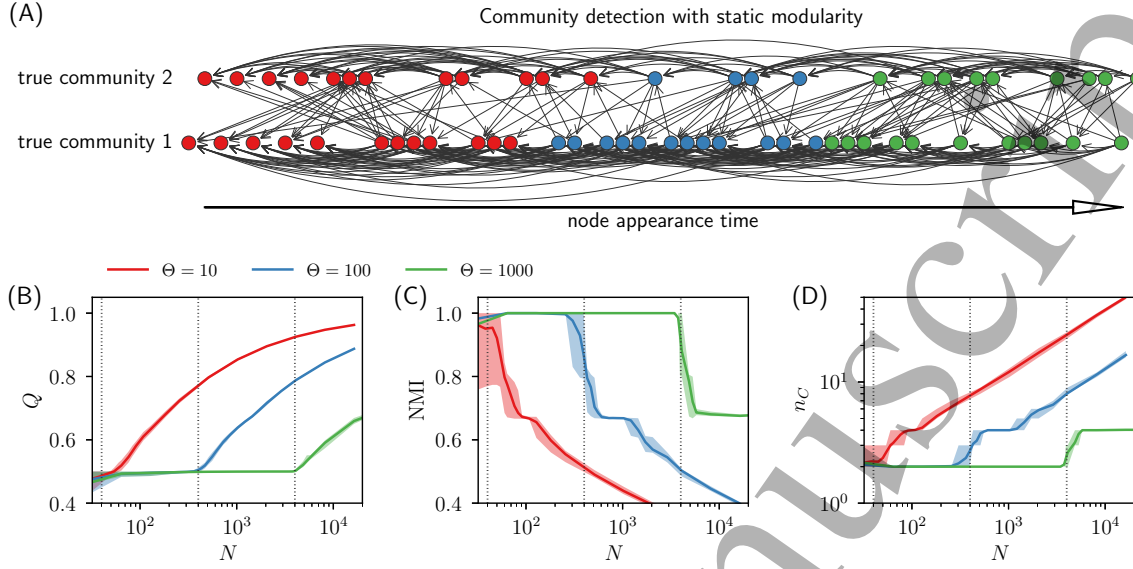 (A)
Community detection with static modularity
true community 2
true community 1
node appearance time
Θ = 10
Θ = 100
Θ = 1000
(B)
Q
1.0
0.8
0.6
0.4
10²
10³
10⁴
N
(C)
NMI
1.0
0.8
0.6
0.4
10²
10³
10⁴
N
(D)
n_C
10¹
10⁰
10²
10³
10⁴
N
nuscrip